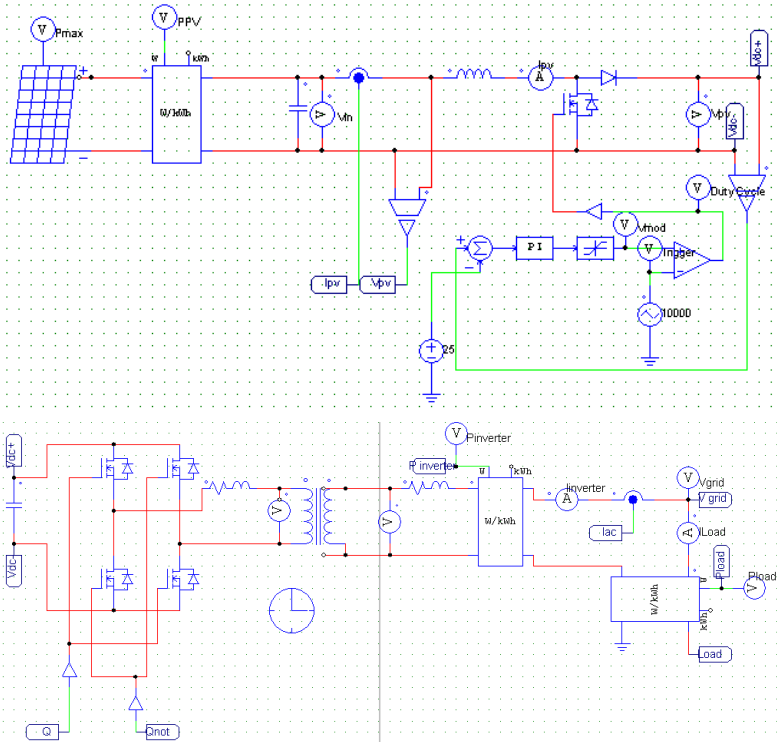 V Pmax
V PPV
W kWh
W/kWh
+
−
V Vin
Ipv
A
V Vpv
Vdc+
Vdc-
V Duty Cycle
V Vmod
V Trigger
+
−
PI
+
−
10000
+
−
25
Ipv
Vpv
Vdc+
Vdc-
V
V
V Pinverter
P inverter
W kWh
W/kWh
Iinverter
A
Iac
V Vgrid
V grid
A ILoad
Pload
V Pload
W
kWh
W/kWh
Load
Q
Qnot